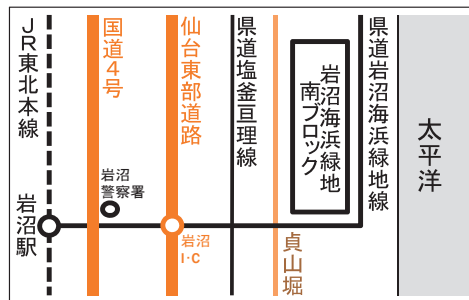 JR東北本線
国道4号
仙台東部道路
県道塩釜亘理線
岩沼海浜緑地
南ブロック
県道岩沼海浜緑地線
太平洋
岩沼
警察署
岩沼駅
岩沼
I・C
貞山堀